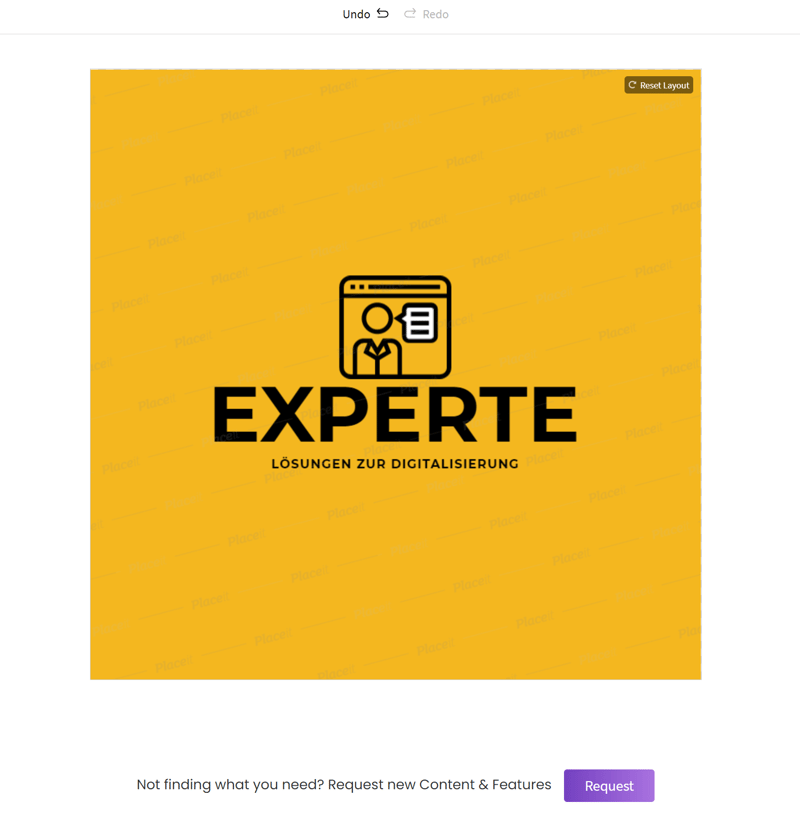 Undo Redo
Reset Layout
EXPERTE
LÖSUNGEN ZUR DIGITALISIERUNG
Not finding what you need? Request new Content & Features Request